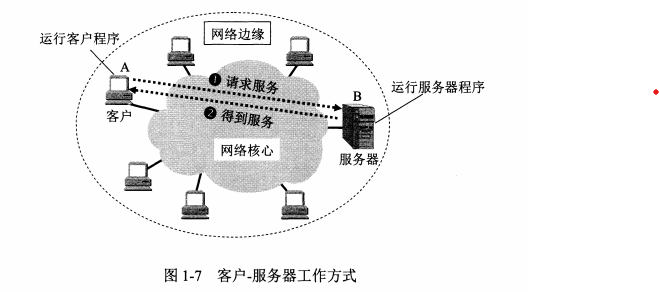 网络边缘
运行客户程序
A
❶ 请求服务
B
运行服务器程序
客户
❷ 得到服务
网络核心
服务器
图 1-7 客户-服务器工作方式